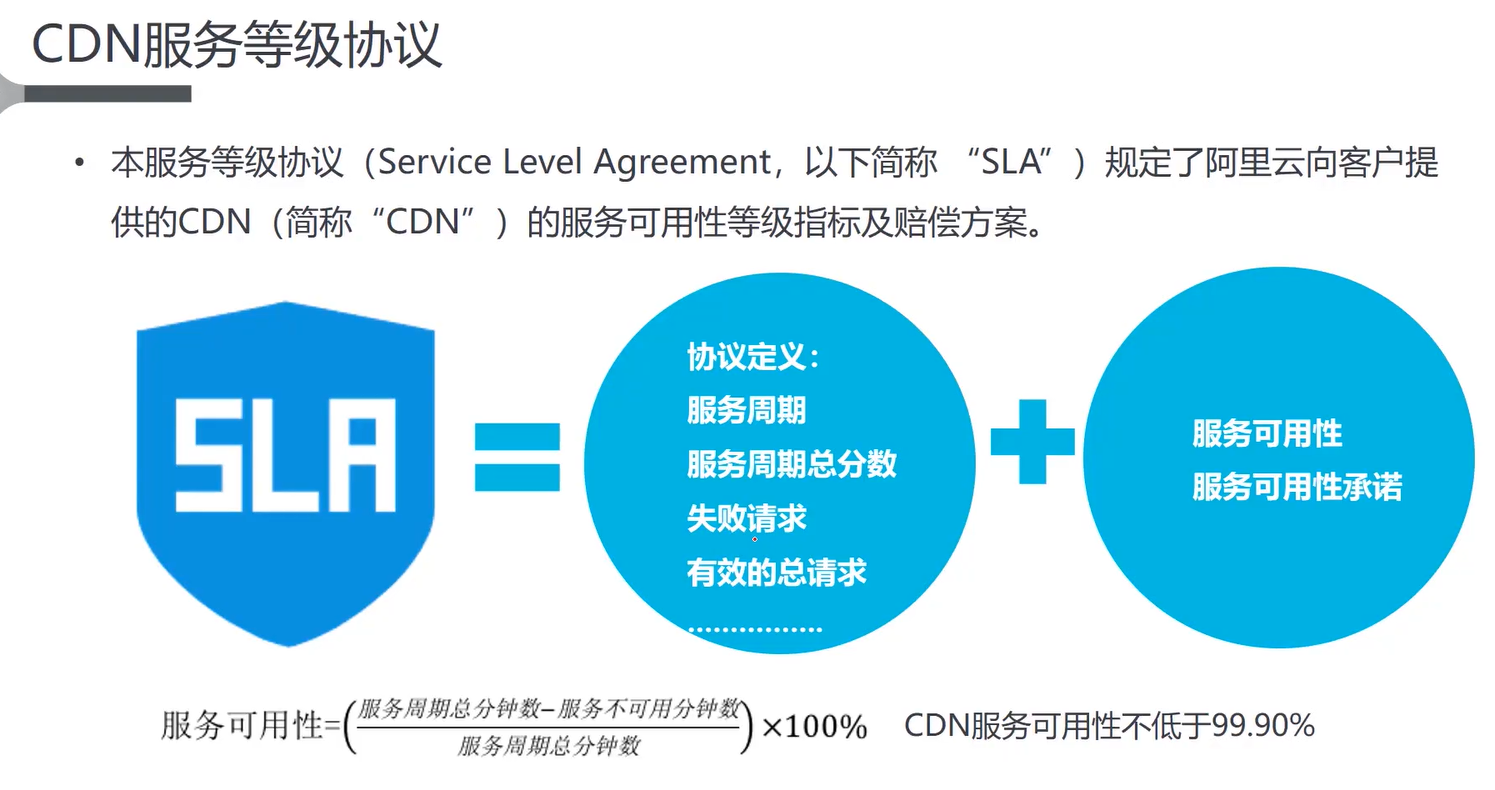 CDN服务等级协议
• 本服务等级协议（Service Level Agreement，以下简称 “SLA” ）规定了阿里云向客户提
供的CDN（简称“CDN” ）的服务可用性等级指标及赔偿方案。
SLA
=
协议定义：
服务周期
服务周期总分数
失败请求
有效的总请求
................
+
服务可用性
服务可用性承诺
服务可用性=(服务周期总分钟数−服务不可用分钟数/服务周期总分钟数)×100%
CDN服务可用性不低于99.90%